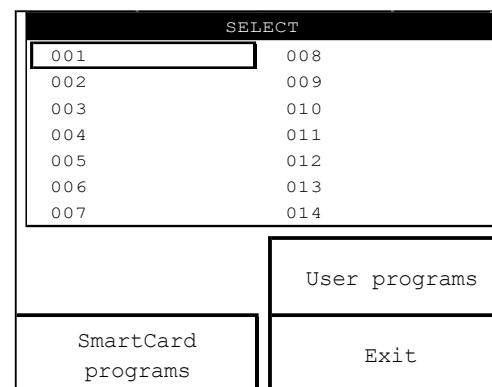 SELECT
001 008
002 009
003 010
004 011
005 012
006 013
007 014
User programs
SmartCard
programs
Exit